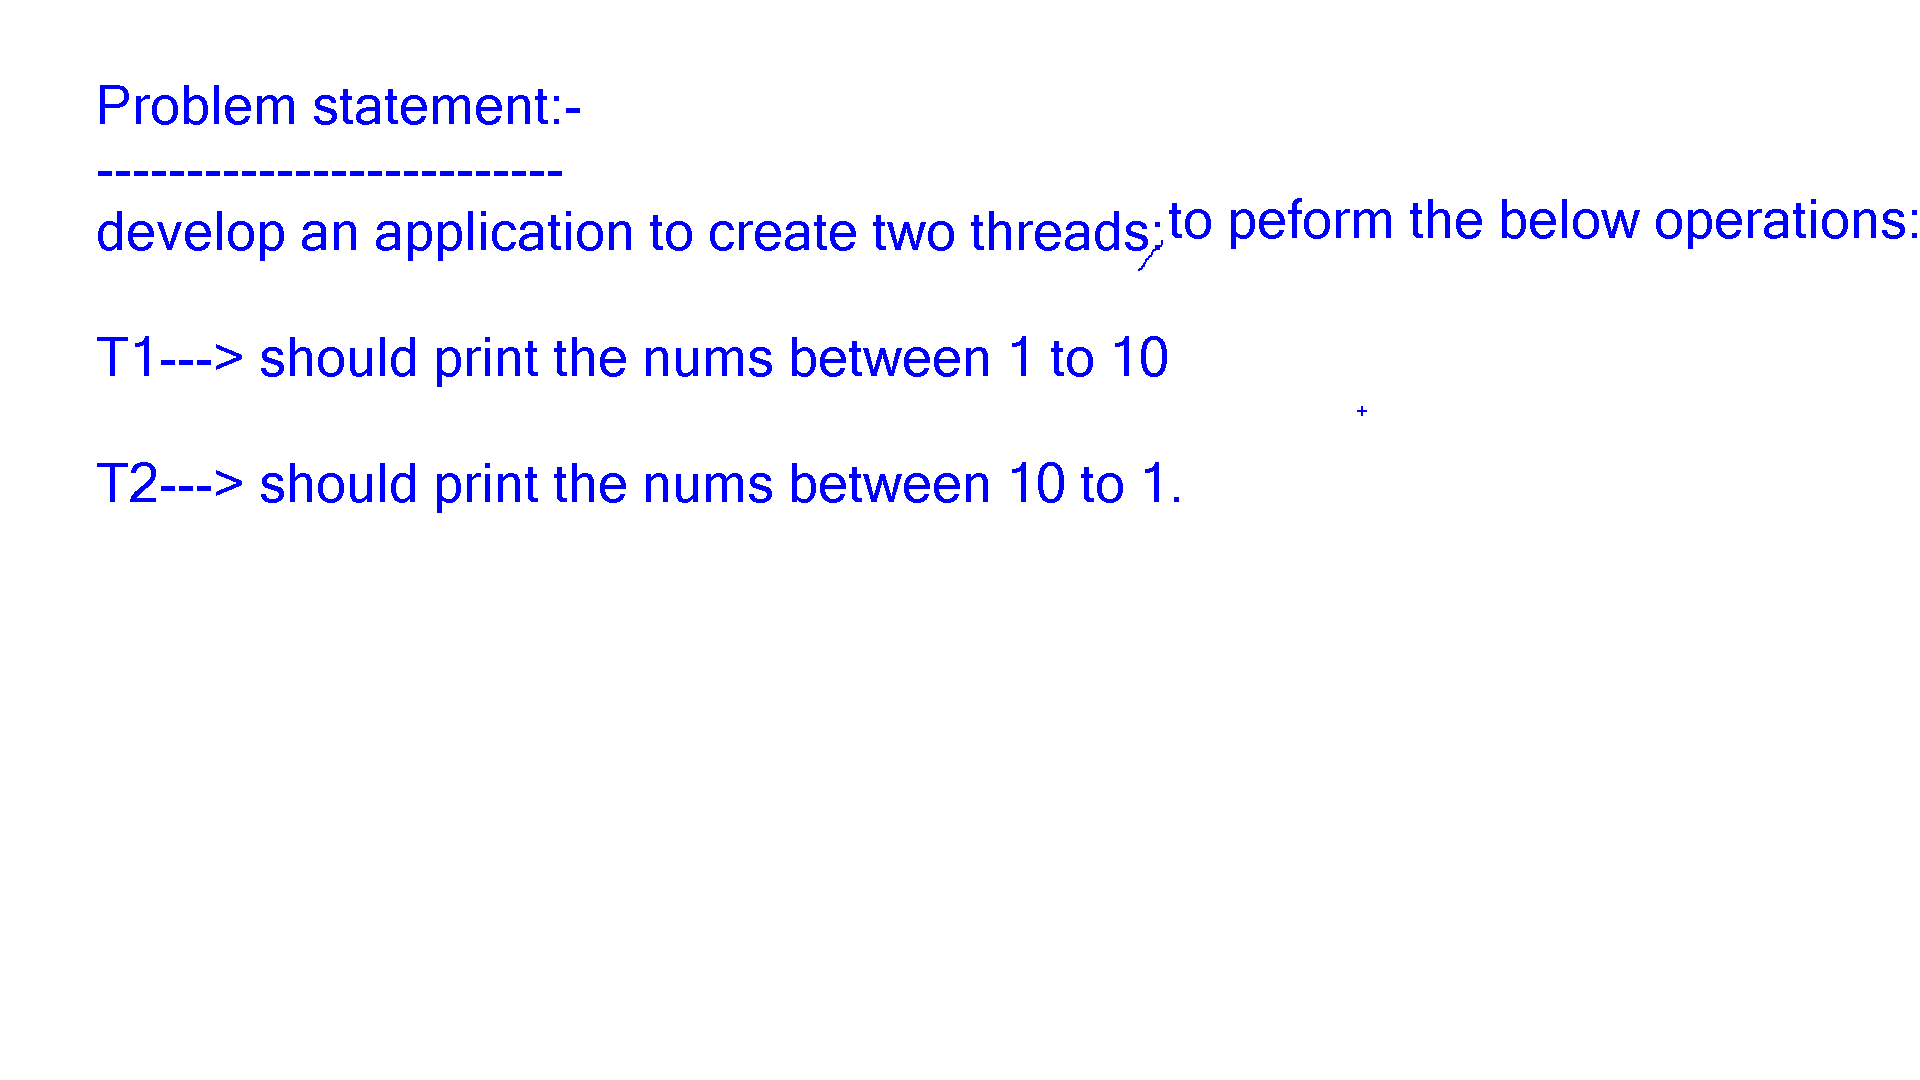 Problem statement:-
--------------------------
develop an application to create two threads; to peform the below operations:
T1---> should print the nums between 1 to 10
T2---> should print the nums between 10 to 1.